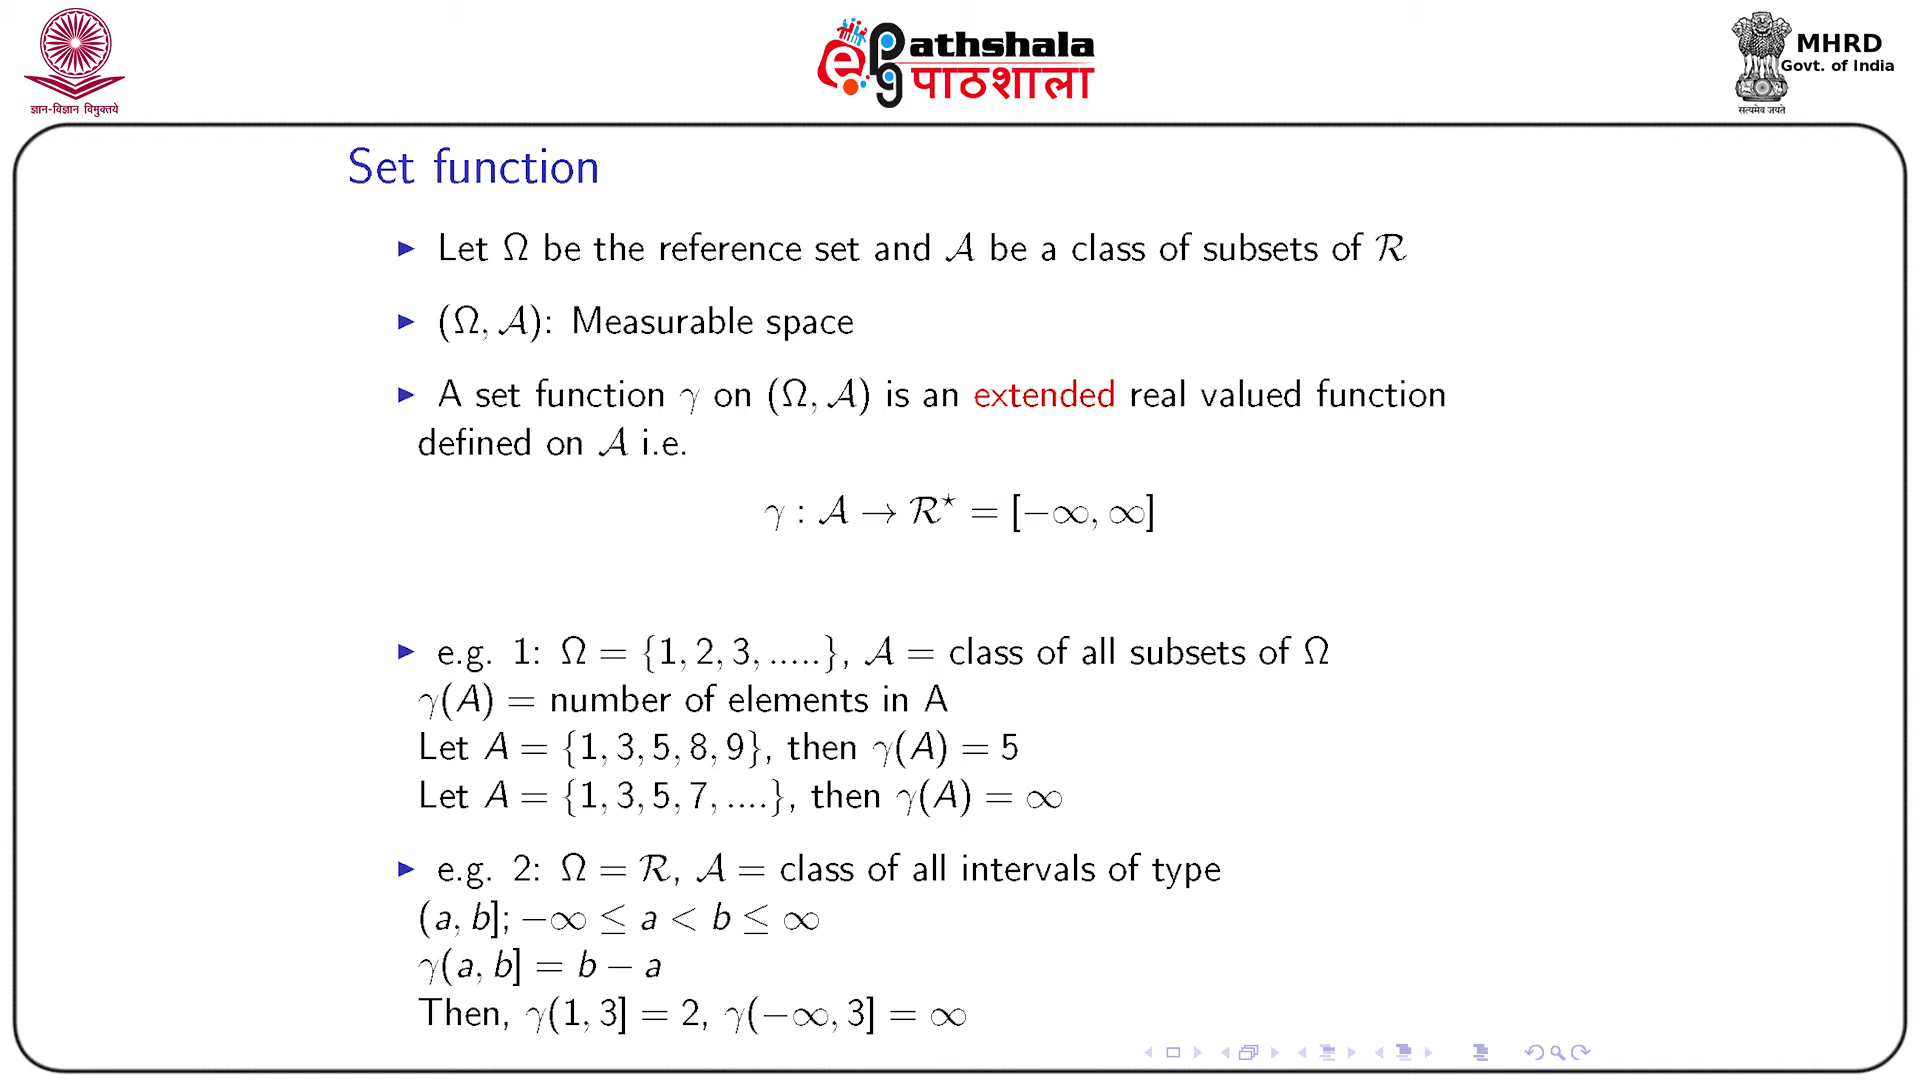 ज्ञान-विज्ञान विमुक्तये
e pg Pathshala
पाठशाला
MHRD
Govt. of India
सत्यमेव जयते
Set function
▶ Let Ω be the reference set and 𝒜 be a class of subsets of ℛ
▶ (Ω, 𝒜): Measurable space
▶ A set function γ on (Ω, 𝒜) is an extended real valued function
defined on 𝒜 i.e.
γ : 𝒜 → ℛ⋆ = [−∞, ∞]
▶ e.g. 1: Ω = {1, 2, 3, .....}, 𝒜 = class of all subsets of Ω
γ(A) = number of elements in A
Let A = {1, 3, 5, 8, 9}, then γ(A) = 5
Let A = {1, 3, 5, 7, ....}, then γ(A) = ∞
▶ e.g. 2: Ω = ℛ, 𝒜 = class of all intervals of type
(a, b]; −∞ ≤ a < b ≤ ∞
γ(a, b] = b − a
Then, γ(1, 3] = 2, γ(−∞, 3] = ∞